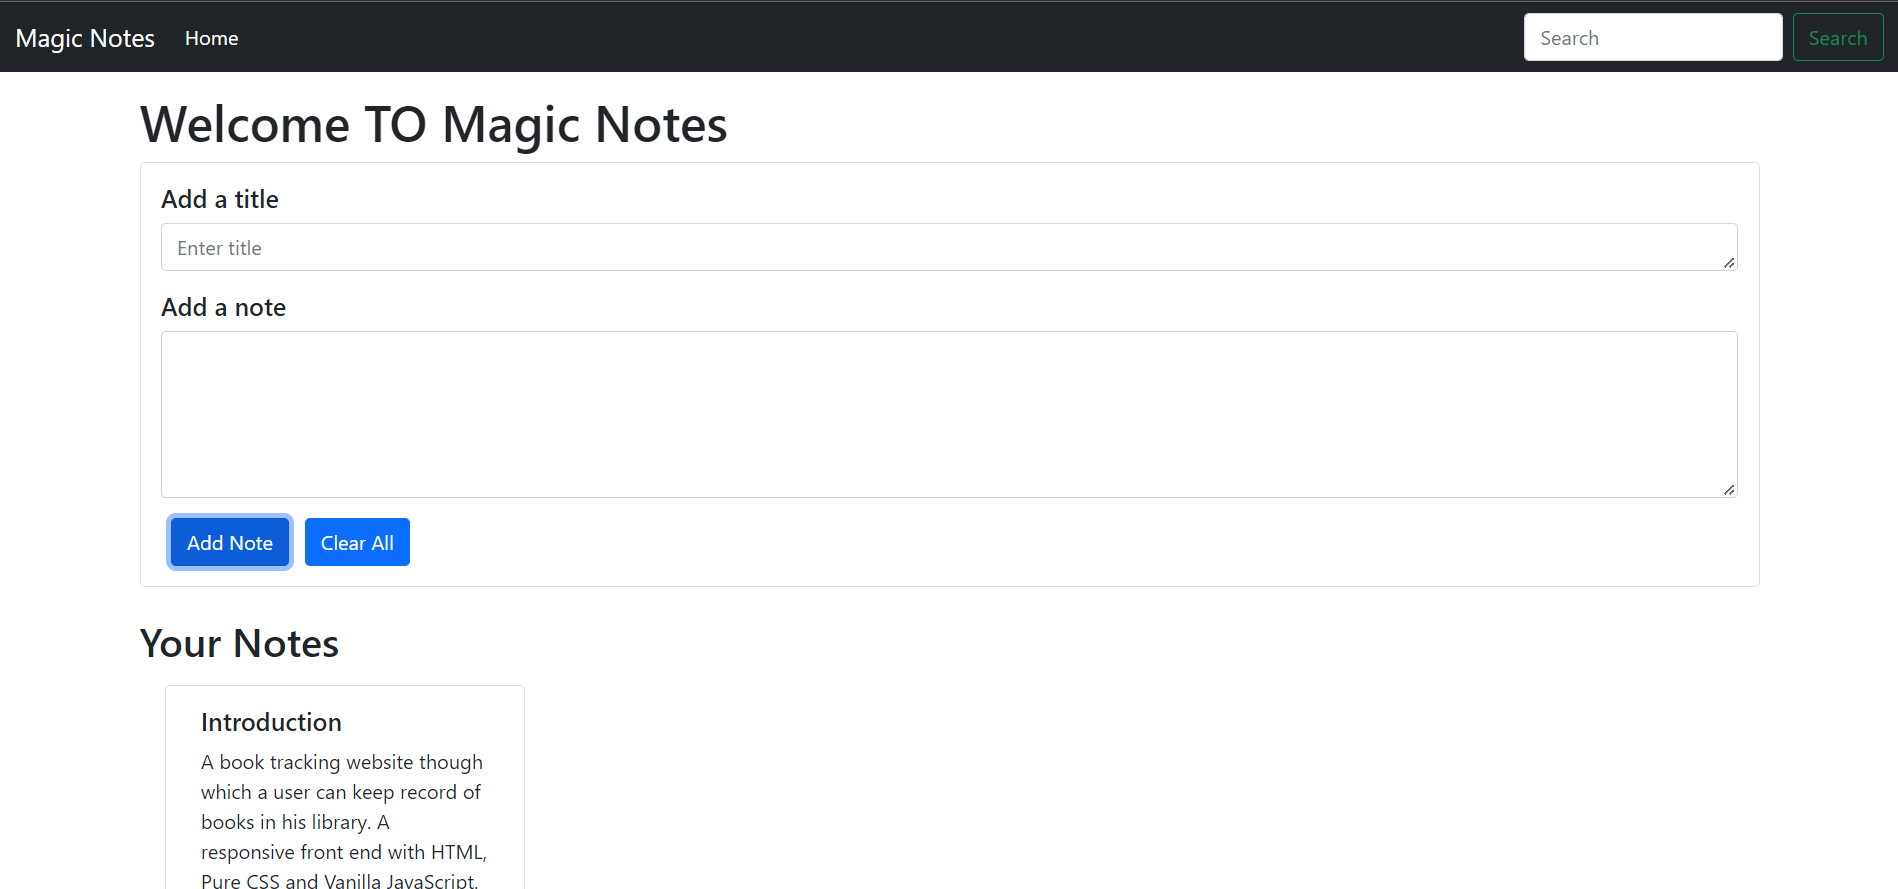 Magic Notes Home Search Search
Welcome TO Magic Notes
Add a title
Enter title
Add a note
Add Note Clear All
Your Notes
Introduction
A book tracking website though
which a user can keep record of
books in his library. A
responsive front end with HTML,
Pure CSS and Vanilla JavaScript.